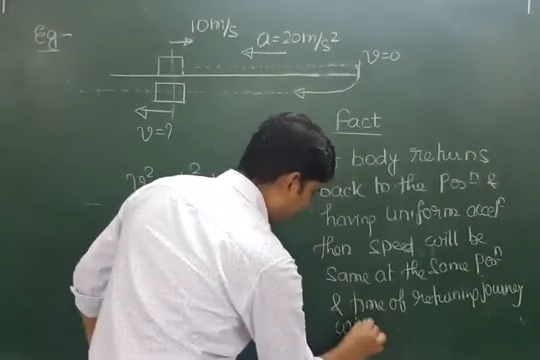 Eg-
10m/s
a=20m/s²
v=0
v=?
Fact
body returns
back to the Posⁿ &
having uniform accelⁿ
then speed will be
same at the same Posⁿ
& time of returning journey